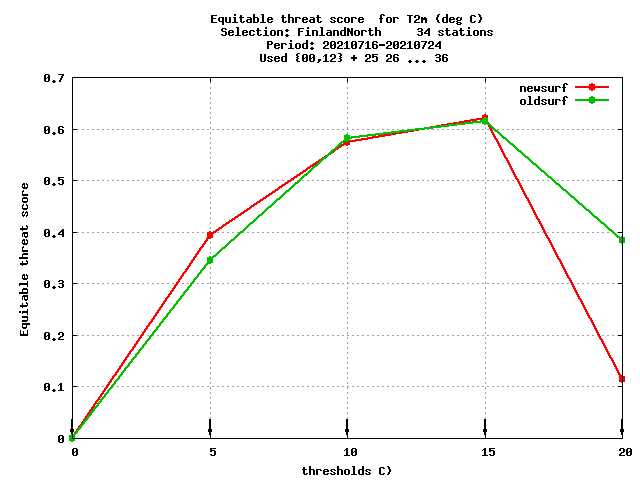 Equitable threat score  for T2m (deg C)
Selection: FinlandNorth     34 stations
Period: 20210716-20210724
Used {00,12} + 25 26 ... 36
newsurf
oldsurf
Equitable threat score
0.7
0.6
0.5
0.4
0.3
0.2
0.1
0
0 5 10 15 20
thresholds C)